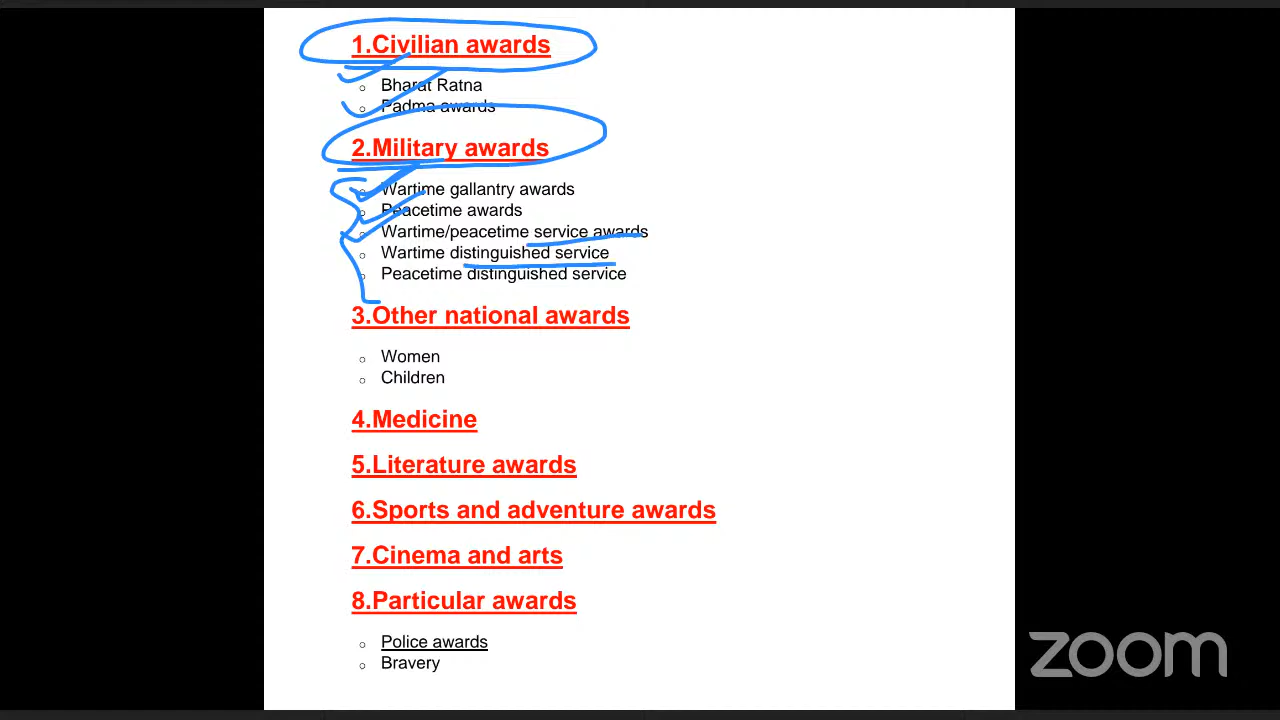 1.Civilian awards
Bharat Ratna
Padma awards
2.Military awards
Wartime gallantry awards
Peacetime awards
Wartime/peacetime service awards
Wartime distinguished service
Peacetime distinguished service
3.Other national awards
Women
Children
4.Medicine
5.Literature awards
6.Sports and adventure awards
7.Cinema and arts
8.Particular awards
Police awards
Bravery
zoom